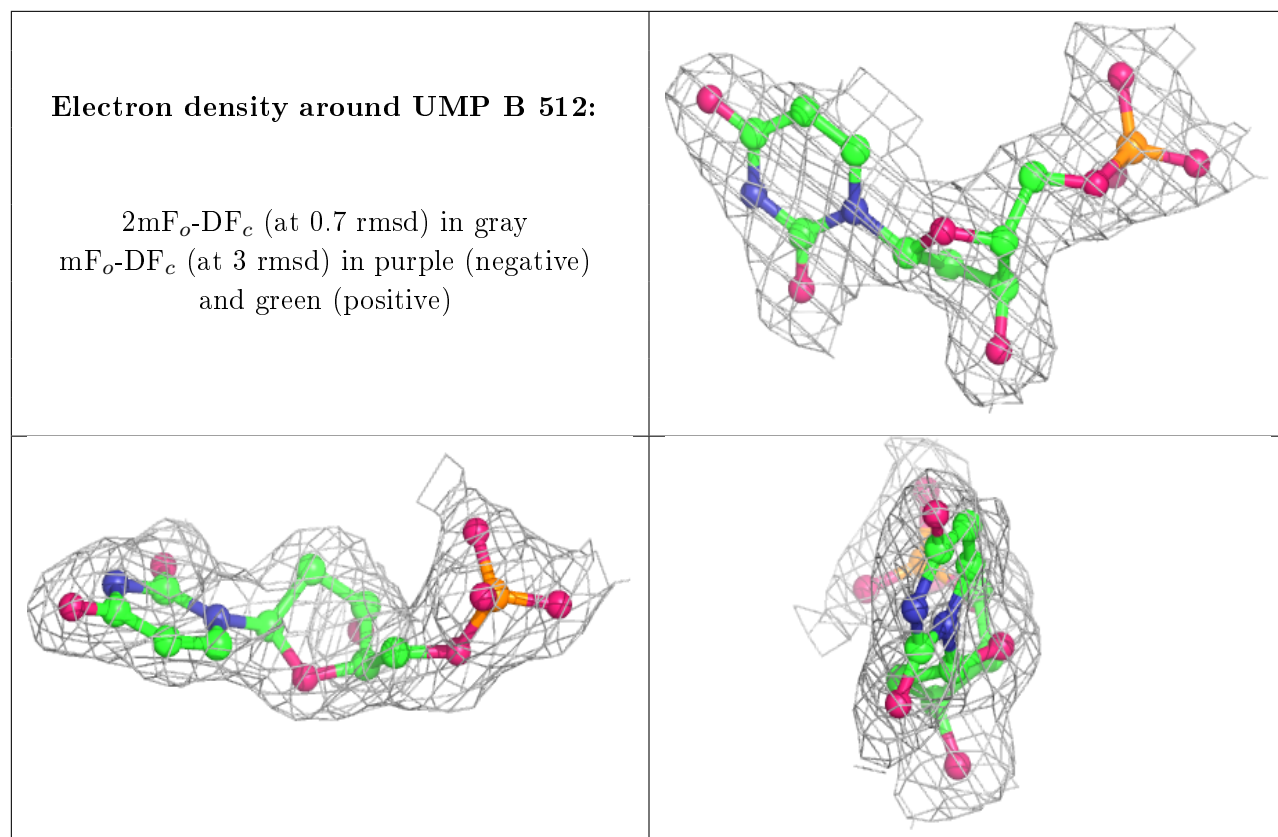 Electron density around UMP B 512:
2mFo-DFc (at 0.7 rmsd) in gray
mFo-DFc (at 3 rmsd) in purple (negative)
and green (positive)